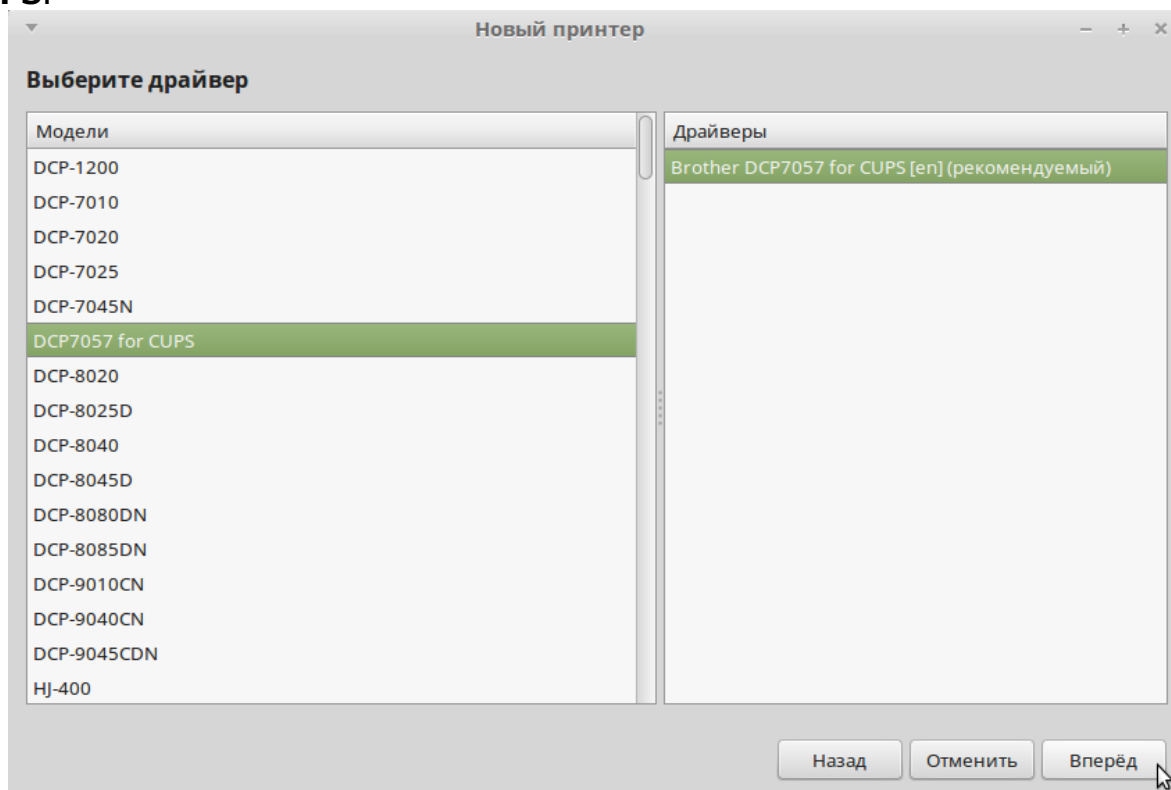 Новый принтер
Выберите драйвер
Модели
DCP-1200
DCP-7010
DCP-7020
DCP-7025
DCP-7045N
DCP7057 for CUPS
DCP-8020
DCP-8025D
DCP-8040
DCP-8045D
DCP-8080DN
DCP-8085DN
DCP-9010CN
DCP-9040CN
DCP-9045CDN
HJ-400
Драйверы
Brother DCP7057 for CUPS [en] (рекомендуемый)
Назад Отменить Вперёд